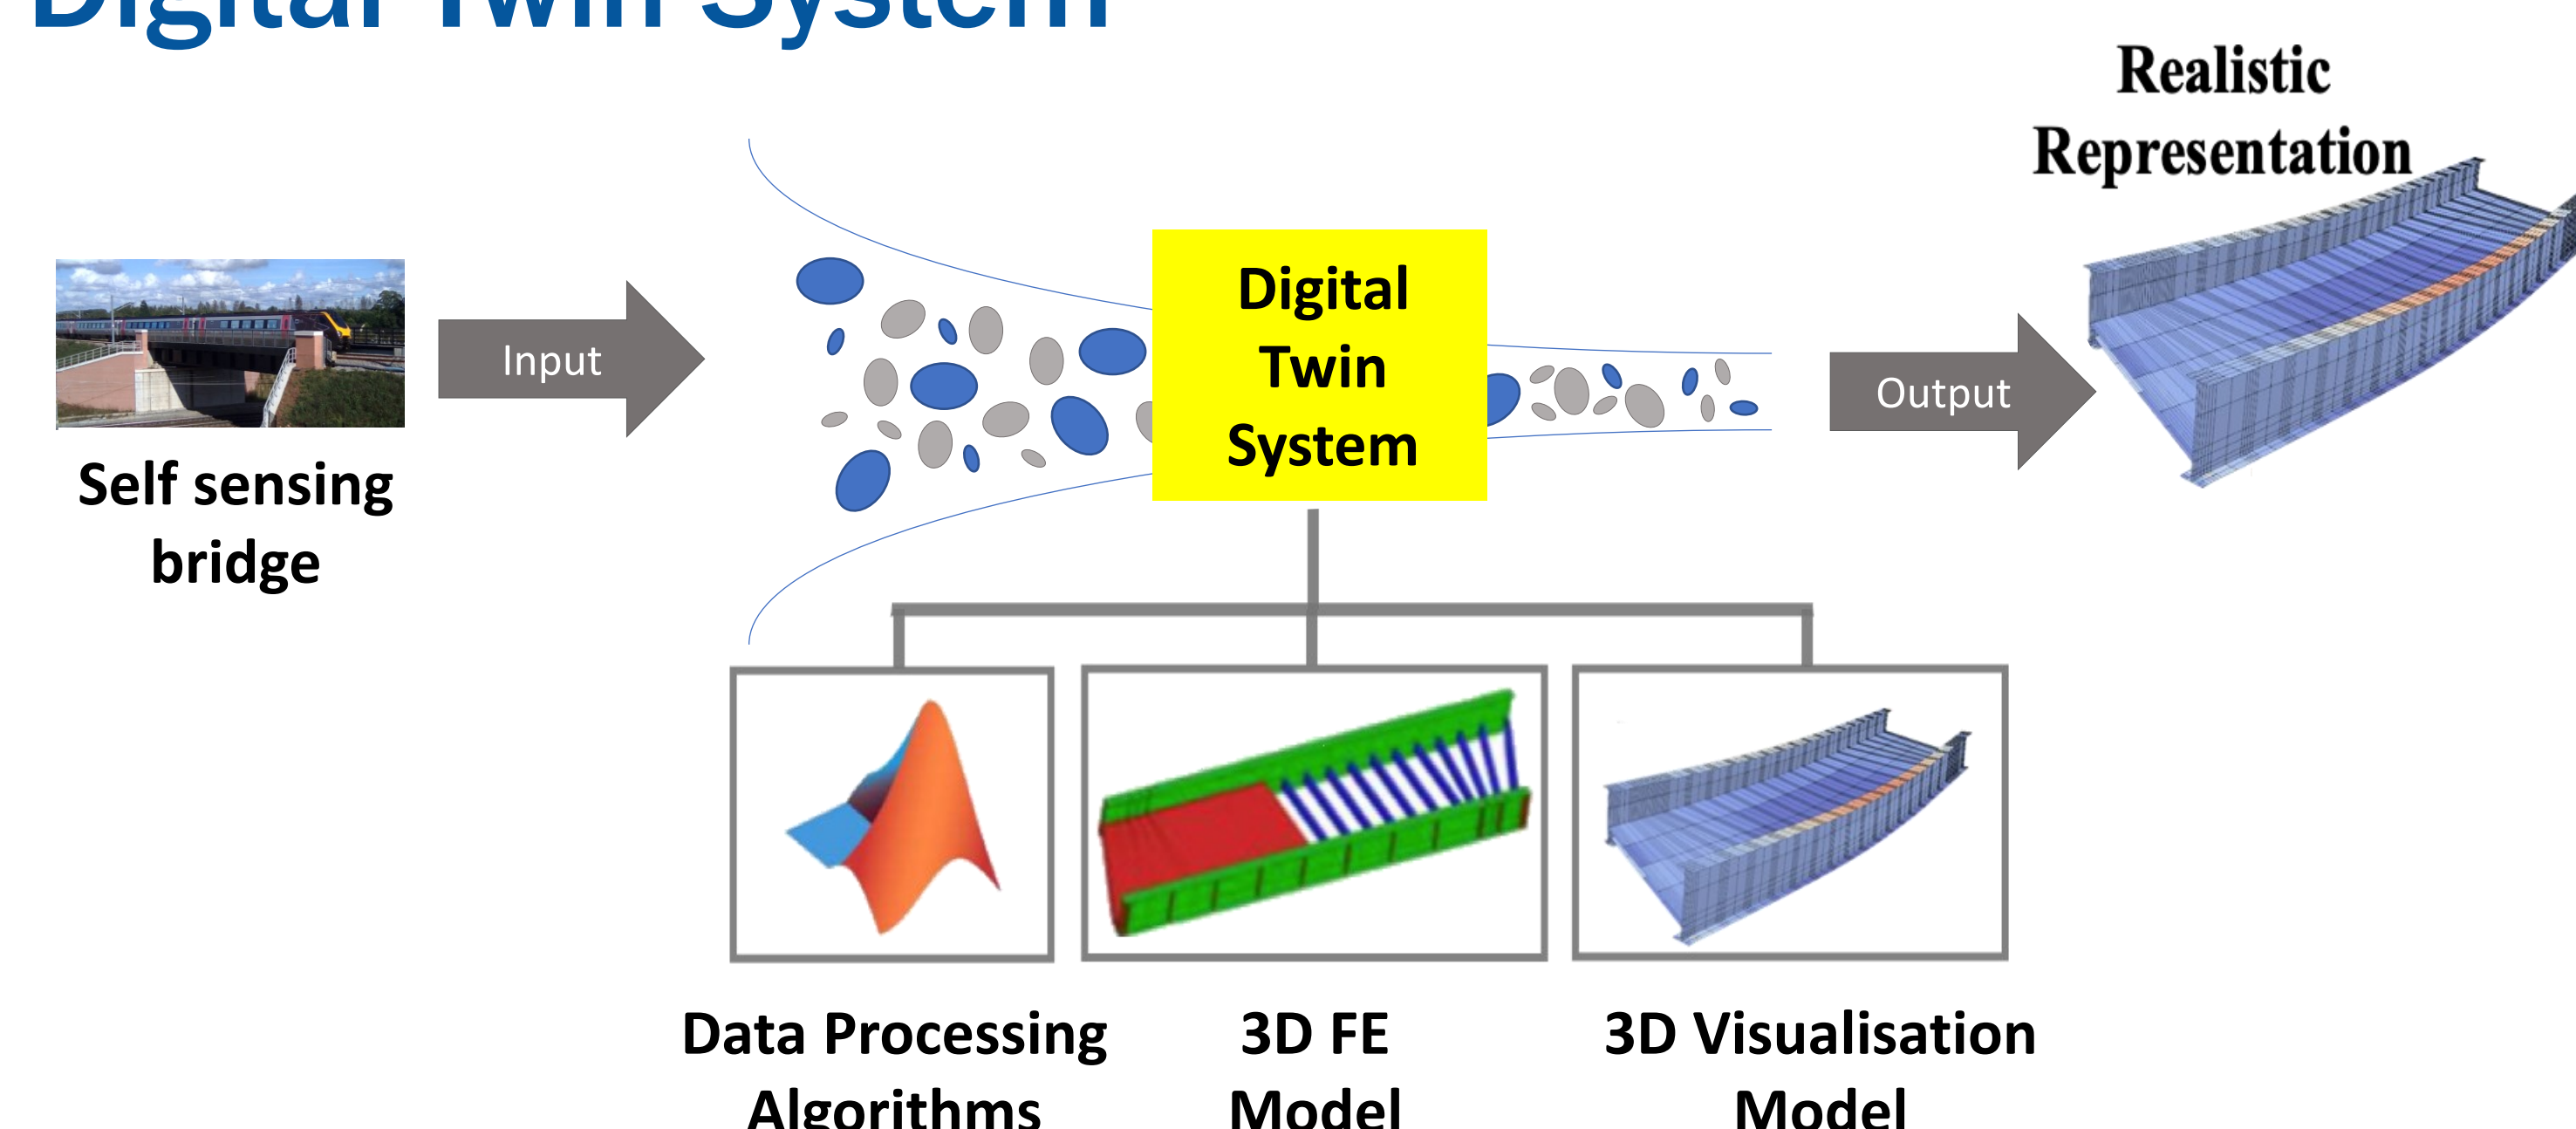 Digital Twin System
Realistic
Representation
Digital
Twin
System
Input
Output
Self sensing
bridge
Data Processing
Algorithms
3D FE
Model
3D Visualisation
Model